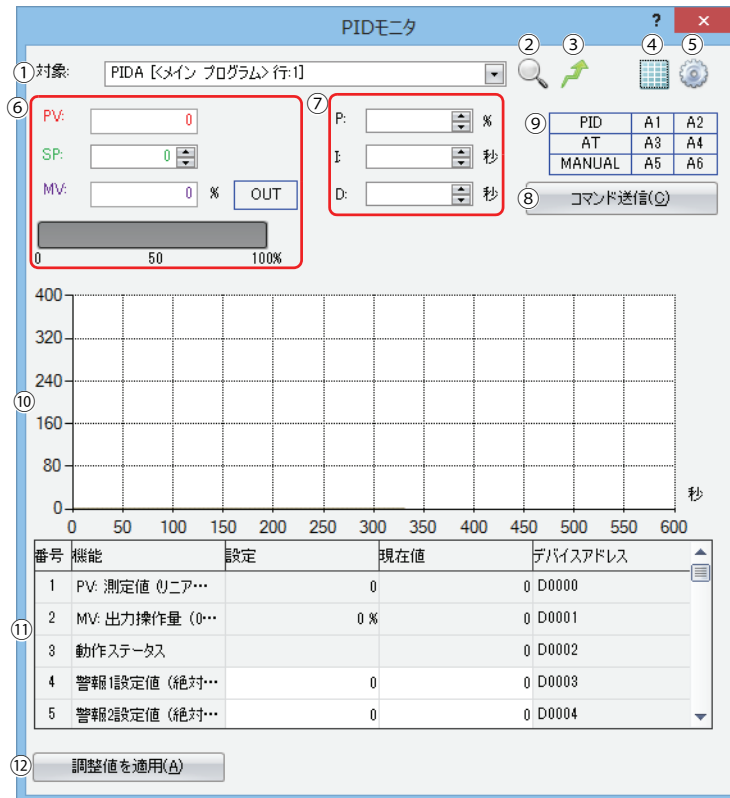 PIDモニタ ? ×
② ③ ④ ⑤
① 対象: PIDA [<メイン プログラム> 行:1]
⑥ ⑦
PV: 0
SP: 0
MV: 0 % OUT
0 50 100%
P: %
I: 秒
D: 秒
⑨ PID A1 A2
AT A3 A4
MANUAL A5 A6
⑧ コマンド送信(C)
400
320
240
⑩
160
80
0
秒
0 50 100 150 200 250 300 350 400 450 500 550 600
番号 機能 設定 現在値 デバイスアドレス
1 PV: 測定値 (リニア… 0 0 D0000
2 MV: 出力操作量 (0… 0 % 0 D0001
⑪
3 動作ステータス 0 D0002
4 警報1設定値 (絶対… 0 0 D0003
5 警報2設定値 (絶対… 0 0 D0004
⑫ 調整値を適用(A)